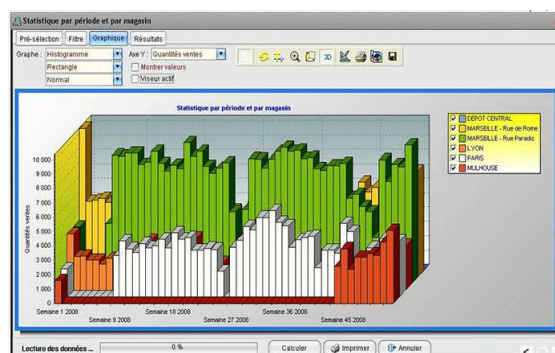 Statistique par période et par magasin
Pré-sélection Filtre Graphique Résultats
Graphe : Histogramme Axe Y : Quantités ventes
Rectangle Montrer valeurs
Normal Viseur actif
3D
Statistique par période et par magasin
DEPOT CENTRAL
MARSEILLE - Rue de Rome
MARSEILLE - Rue Paradis
LYON
PARIS
MULHOUSE
Quantités ventes
10 000
9 000
8 000
7 000
6 000
5 000
4 000
3 000
2 000
1 000
0
Semaine 1 2008 Semaine 18 2008 Semaine 36 2008
Semaine 9 2008 Semaine 27 2008 Semaine 45 2008
Lecture des données ... 0 % Calculer Imprimer Annuler